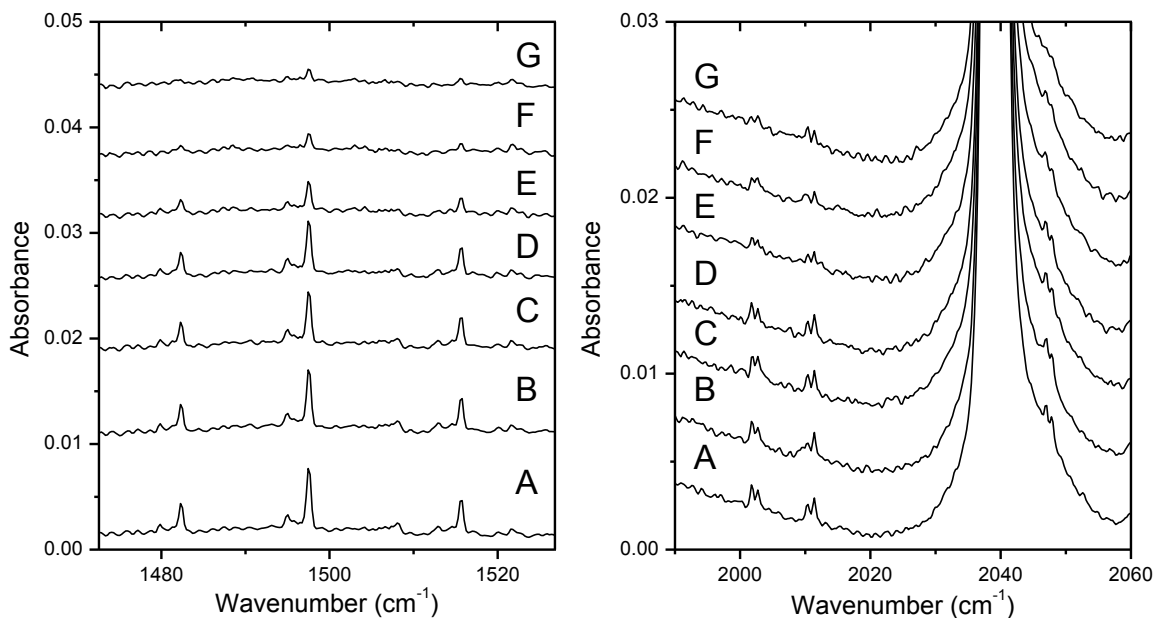 0.05
0.04
0.03
0.02
0.01
0.00
Absorbance
G
F
E
D
C
B
A
1480
1500
1520
Wavenumber (cm⁻¹)
0.03
0.02
0.01
0.00
Absorbance
G
F
E
D
C
B
A
2000
2020
2040
2060
Wavenumber (cm⁻¹)